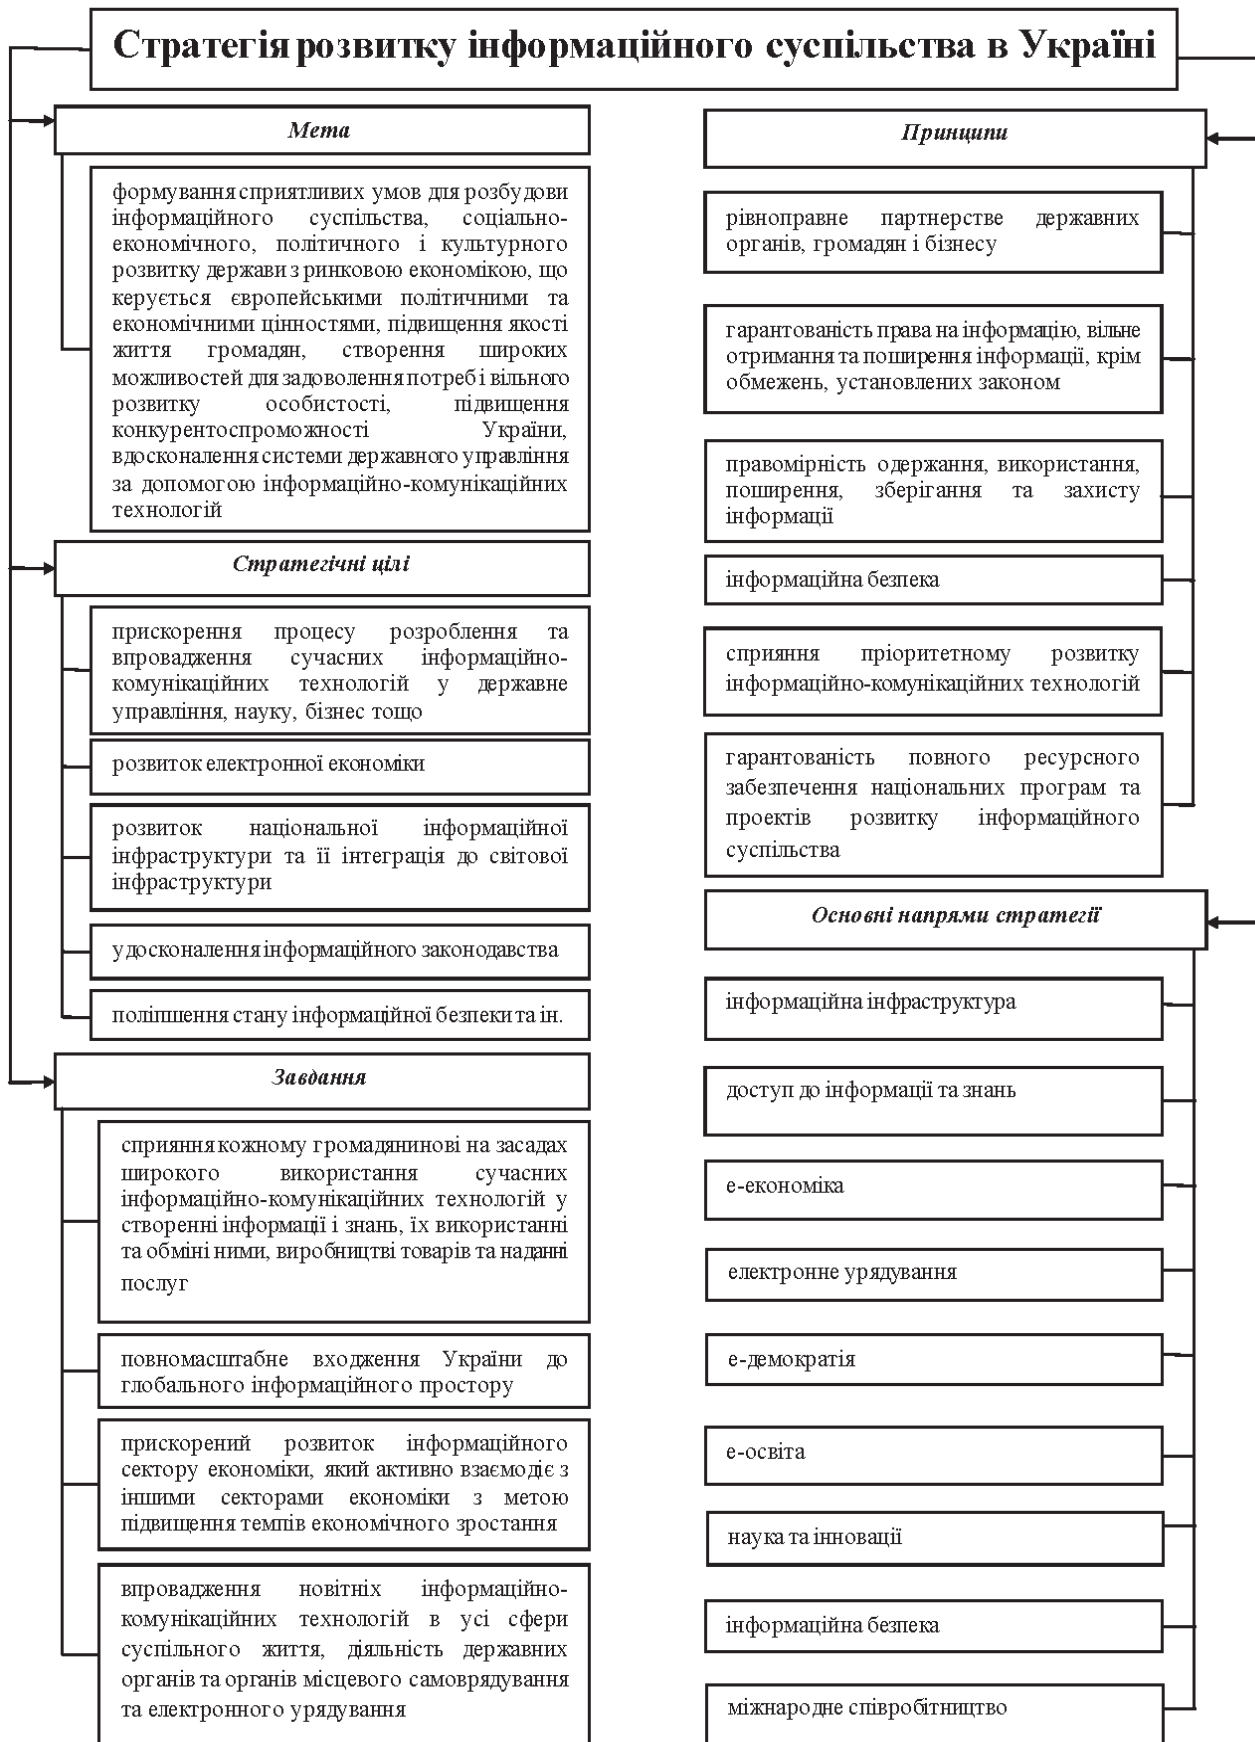 Стратегія розвитку інформаційного суспільства в Україні
Мета
формування сприятливих умов для розбудови
інформаційного суспільства, соціально-
економічного, політичного і культурного
розвитку держави з ринковою економікою, що
керується європейськими політичними та
економічними цінностями, підвищення якості
життя громадян, створення широких
можливостей для задоволення потреб і вільного
розвитку особистості, підвищення
конкурентоспроможності України,
вдосконалення системи державного управління
за допомогою інформаційно-комунікаційних
технологій
Стратегічні цілі
прискорення процесу розроблення та
впровадження сучасних інформаційно-
комунікаційних технологій у державне
управління, науку, бізнес тощо
розвиток електронної економіки
розвиток національної інформаційної
інфраструктури та її інтеграція до світової
інфраструктури
удосконалення інформаційного законодавства
поліпшення стану інформаційної безпеки та ін.
Завдання
сприяння кожному громадянинові на засадах
широкого використання сучасних
інформаційно-комунікаційних технологій у
створенні інформації і знань, їх використанні
та обміні ними, виробництві товарів та наданні
послуг
повномасштабне входження України до
глобального інформаційного простору
прискорений розвиток інформаційного
сектору економіки, який активно взаємодіє з
іншими секторами економіки з метою
підвищення темпів економічного зростання
впровадження новітніх інформаційно-
комунікаційних технологій в усі сфери
суспільного життя, діяльність державних
органів та органів місцевого самоврядування
та електронного урядування
Принципи
рівноправне партнерство державних
органів, громадян і бізнесу
гарантованість права на інформацію, вільне
отримання та поширення інформації, крім
обмежень, установлених законом
правомірність одержання, використання,
поширення, зберігання та захисту
інформації
інформаційна безпека
сприяння пріоритетному розвитку
інформаційно-комунікаційних технологій
гарантованість повного ресурсного
забезпечення національних програм та
проектів розвитку інформаційного
суспільства
Основні напрями стратегії
інформаційна інфраструктура
доступ до інформації та знань
е-економіка
електронне урядування
е-демократія
е-освіта
наука та інновації
інформаційна безпека
міжнародне співробітництво